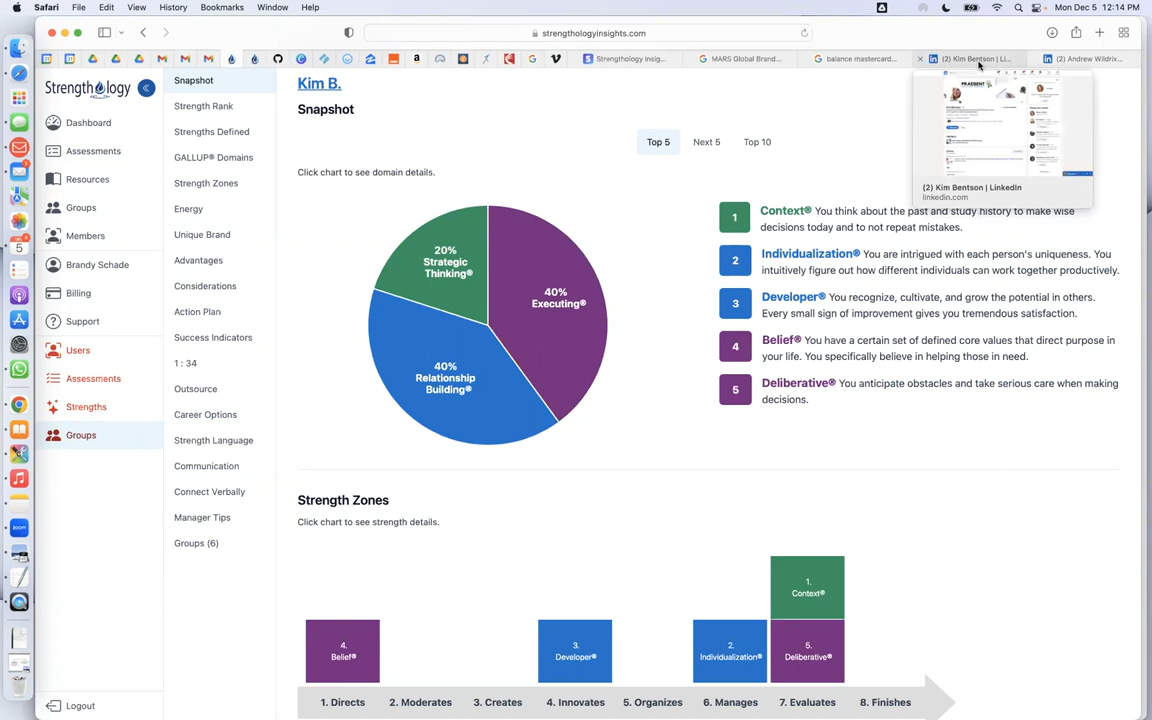 Safari File Edit View History Bookmarks Window Help
Mon Dec 5 12:14 PM
strengthologyinsights.com
Strengthology Insig...
MARS Global Brand...
balance mastercard...
(2) Kim Bentson | Li...
(2) Andrew Wildrix...
Strengthology
Dashboard
Assessments
Resources
Groups
Members
Brandy Schade
Billing
Support
Users
Assessments
Strengths
Groups
Logout
Snapshot
Strength Rank
Strengths Defined
GALLUP® Domains
Strength Zones
Energy
Unique Brand
Advantages
Considerations
Action Plan
Success Indicators
1 : 34
Outsource
Career Options
Strength Language
Communication
Connect Verbally
Manager Tips
Groups (6)
Kim B.
Snapshot
Top 5 Next 5 Top 10
Click chart to see domain details.
20%
Strategic
Thinking®
40%
Executing®
40%
Relationship
Building®
PRAEBENT
(2) Kim Bentson | LinkedIn
linkedin.com
1 Context® You think about the past and study history to make wise
decisions today and to not repeat mistakes.
2 Individualization® You are intrigued with each person's uniqueness. You
intuitively figure out how different individuals can work together productively.
3 Developer® You recognize, cultivate, and grow the potential in others.
Every small sign of improvement gives you tremendous satisfaction.
4 Belief® You have a certain set of defined core values that direct purpose in
your life. You specifically believe in helping those in need.
5 Deliberative® You anticipate obstacles and take serious care when making
decisions.
Strength Zones
Click chart to see strength details.
1.
Context®
4.
Belief®
3.
Developer®
2.
Individualization®
5.
Deliberative®
1. Directs 2. Moderates 3. Creates 4. Innovates 5. Organizes 6. Manages 7. Evaluates 8. Finishes